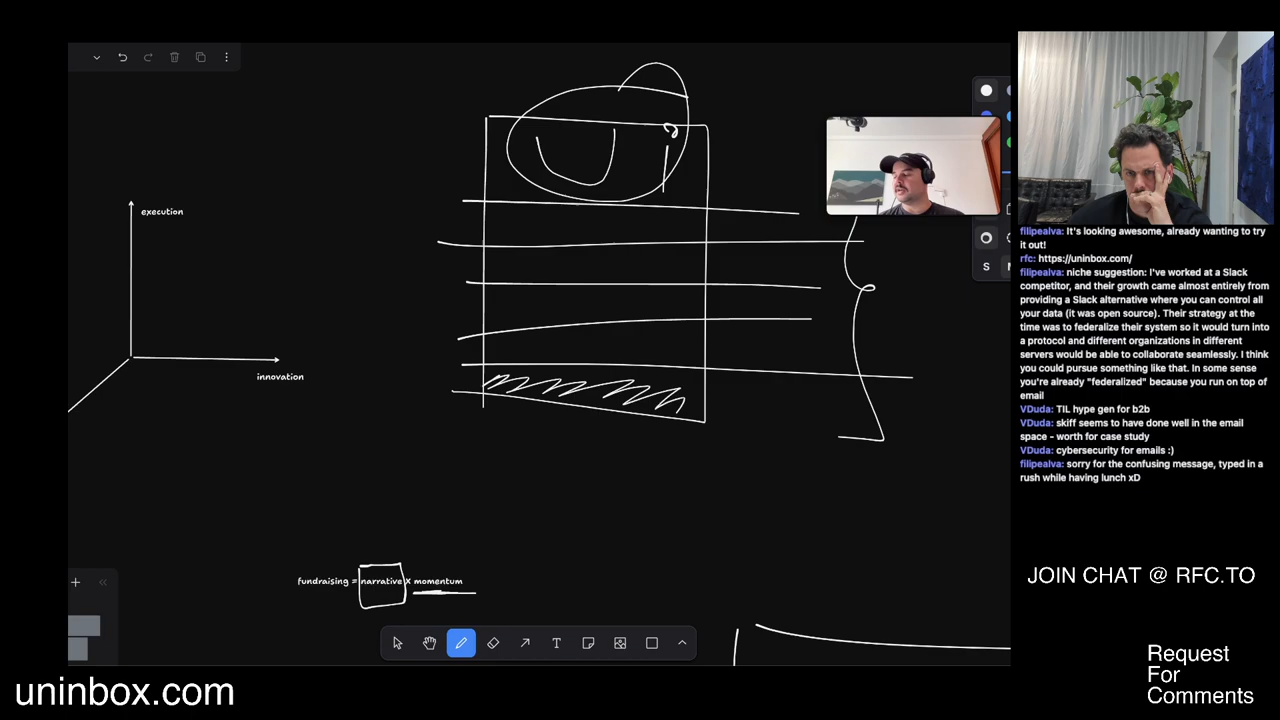 execution
innovation
UI
fundraising = narrative x momentum
S
T
filipealva: It's looking awesome, already wanting to try
it out!
rfc: https://uninbox.com/
filipealva: niche suggestion: I've worked at a Slack
competitor, and their growth came almost entirely from
providing a Slack alternative where you can control all
your data (it was open source). Their strategy at the
time was to federalize their system so it would turn into
a protocol and different organizations in different
servers would be able to collaborate seamlessly. I think
you could pursue something like that. In some sense
you're already "federalized" because you run on top of
email
VDuda: TIL hype gen for b2b
VDuda: skiff seems to have done well in the email
space - worth for case study
VDuda: cybersecurity for emails :)
filipealva: sorry for the confusing message, typed in a
rush while having lunch xD
JOIN CHAT @ RFC.TO
Request
For
Comments
uninbox.com